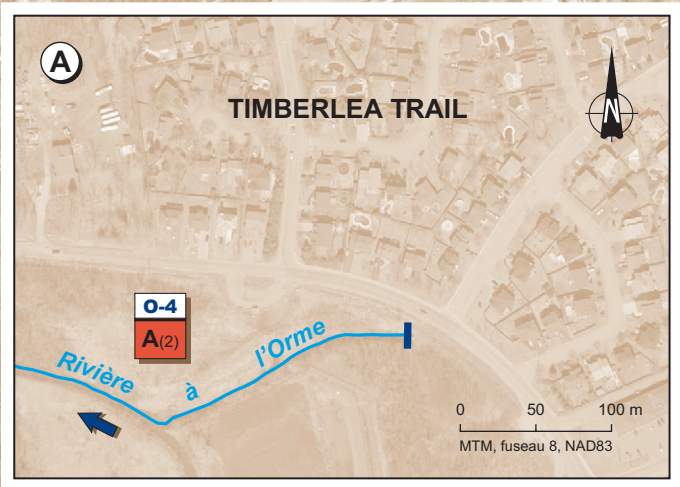 A
TIMBERLEA TRAIL
N
O-4
A(2)
Rivière à l'Orme
0 50 100 m
MTM, fuseau 8, NAD83